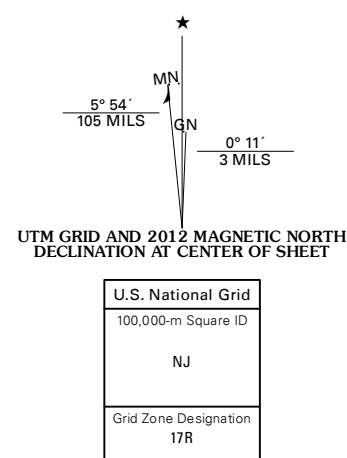 MN
5° 54´
105 MILS
GN
0° 11´
3 MILS
UTM GRID AND 2012 MAGNETIC NORTH
DECLINATION AT CENTER OF SHEET
U.S. National Grid
100,000-m Square ID
NJ
Grid Zone Designation
17R